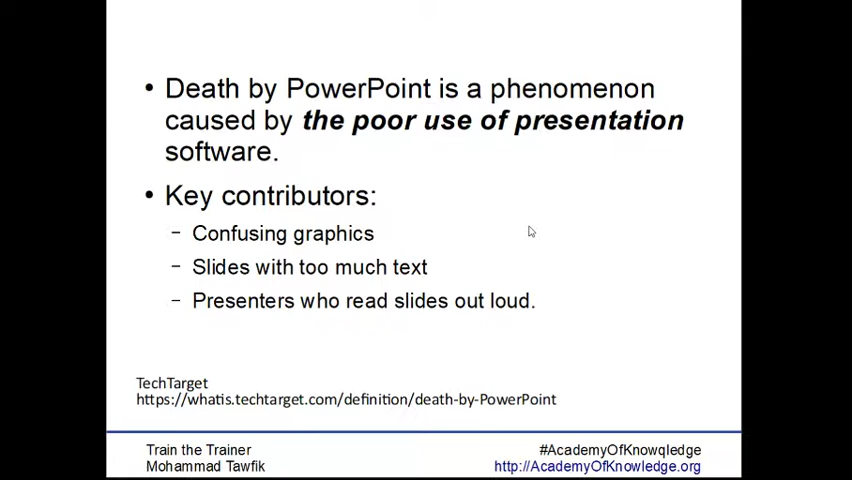 • Death by PowerPoint is a phenomenon
caused by the poor use of presentation
software.
• Key contributors:
– Confusing graphics
– Slides with too much text
– Presenters who read slides out loud.
TechTarget
https://whatis.techtarget.com/definition/death-by-PowerPoint
Train the Trainer
Mohammad Tawfik
#AcademyOfKnowqledge
http://AcademyOfKnowledge.org